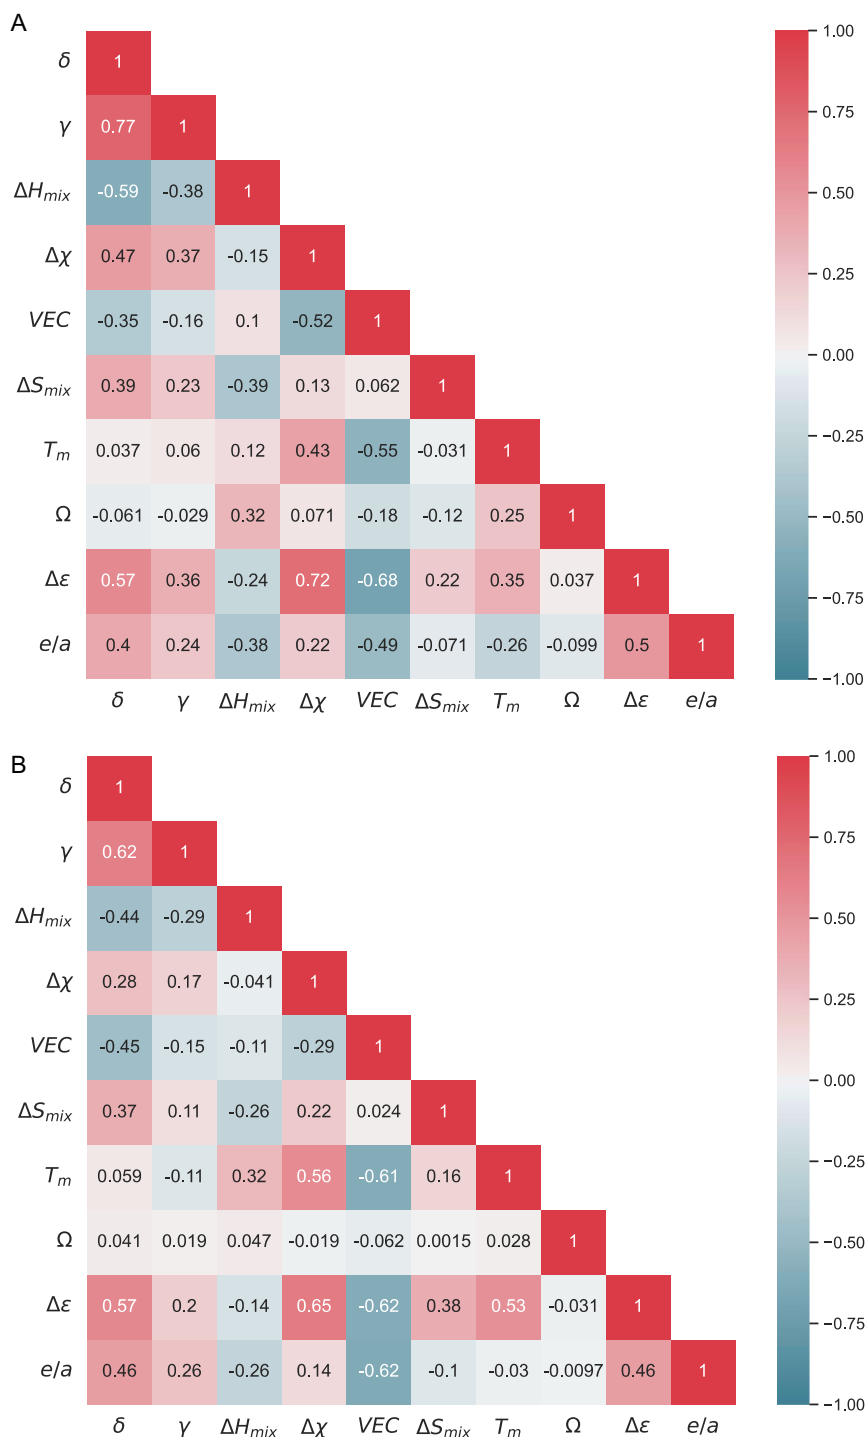 A
δ 1
γ 0.77 1
ΔH_mix -0.59 -0.38 1
Δχ 0.47 0.37 -0.15 1
VEC -0.35 -0.16 0.1 -0.52 1
ΔS_mix 0.39 0.23 -0.39 0.13 0.062 1
T_m 0.037 0.06 0.12 0.43 -0.55 -0.031 1
Ω -0.061 -0.029 0.32 0.071 -0.18 -0.12 0.25 1
Δε 0.57 0.36 -0.24 0.72 -0.68 0.22 0.35 0.037 1
e/a 0.4 0.24 -0.38 0.22 -0.49 -0.071 -0.26 -0.099 0.5 1
δ γ ΔH_mix Δχ VEC ΔS_mix T_m Ω Δε e/a
1.00
0.75
0.50
0.25
0.00
−0.25
−0.50
−0.75
−1.00
B
δ 1
γ 0.62 1
ΔH_mix -0.44 -0.29 1
Δχ 0.28 0.17 -0.041 1
VEC -0.45 -0.15 -0.11 -0.29 1
ΔS_mix 0.37 0.11 -0.26 0.22 0.024 1
T_m 0.059 -0.11 0.32 0.56 -0.61 0.16 1
Ω 0.041 0.019 0.047 -0.019 -0.062 0.0015 0.028 1
Δε 0.57 0.2 -0.14 0.65 -0.62 0.38 0.53 -0.031 1
e/a 0.46 0.26 -0.26 0.14 -0.62 -0.1 -0.03 -0.0097 0.46 1
δ γ ΔH_mix Δχ VEC ΔS_mix T_m Ω Δε e/a
1.00
0.75
0.50
0.25
0.00
−0.25
−0.50
−0.75
−1.00